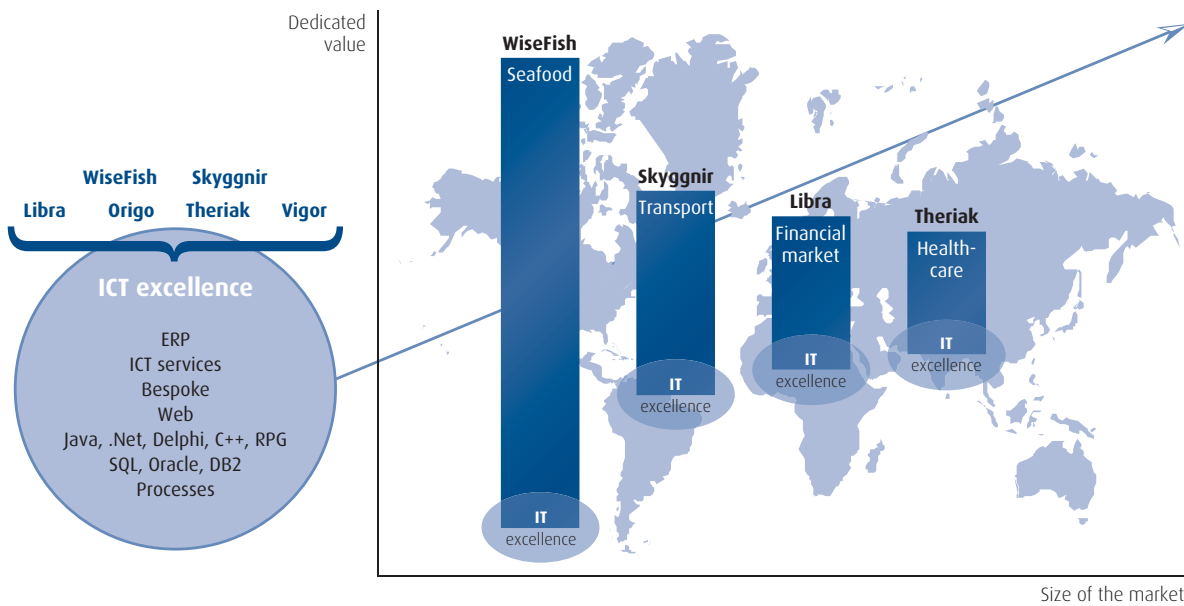 Dedicated
value
WiseFish
Seafood
WiseFish Skyggnir
Libra Origo Theriak Vigor
ICT excellence
ERP
ICT services
Bespoke
Web
Java, .Net, Delphi, C++, RPG
SQL, Oracle, DB2
Processes
Skyggnir
Transport
Libra
Financial
market
Theriak
Health-
care
IT
excellence
IT
excellence
IT
excellence
IT
excellence
Size of the market